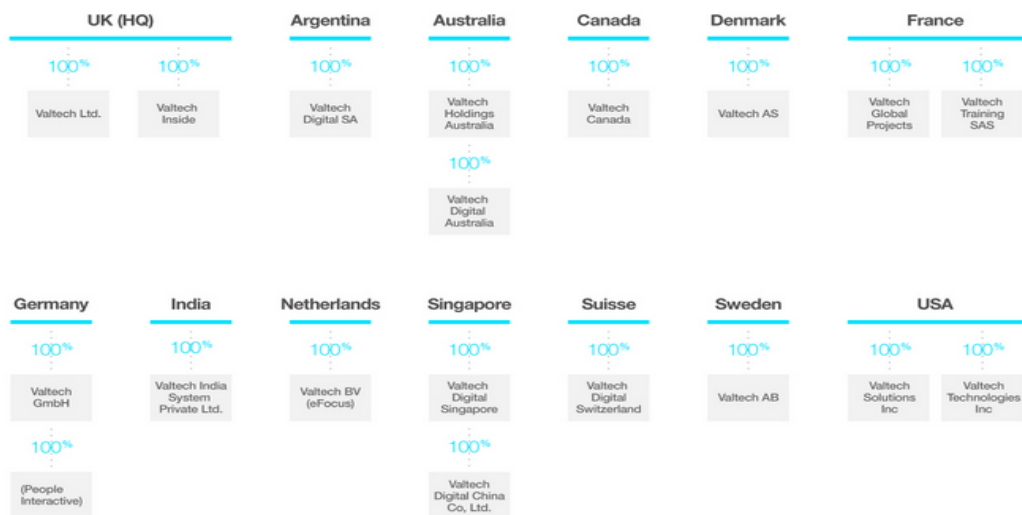 UK (HQ)
Argentina
Australia
Canada
Denmark
France
100%
100%
100%
100%
100%
100%
100%
100%
Valtech Ltd.
Valtech
Inside
Valtech
Digital SA
Valtech
Holdings
Australia
Valtech
Canada
Valtech AS
Valtech
Global
Projects
Valtech
Training
SAS
100%
Valtech
Digital
Australia
Germany
India
Netherlands
Singapore
Suisse
Sweden
USA
100%
100%
100%
100%
100%
100%
100%
100%
Valtech
GmbH
Valtech India
System
Private Ltd.
Valtech BV
(eFocus)
Valtech
Digital
Singapore
Valtech
Digital
Switzerland
Valtech AB
Valtech
Solutions
Inc
Valtech
Technologies
Inc
100%
100%
(People
Interactive)
Valtech
Digital China
Co, Ltd.